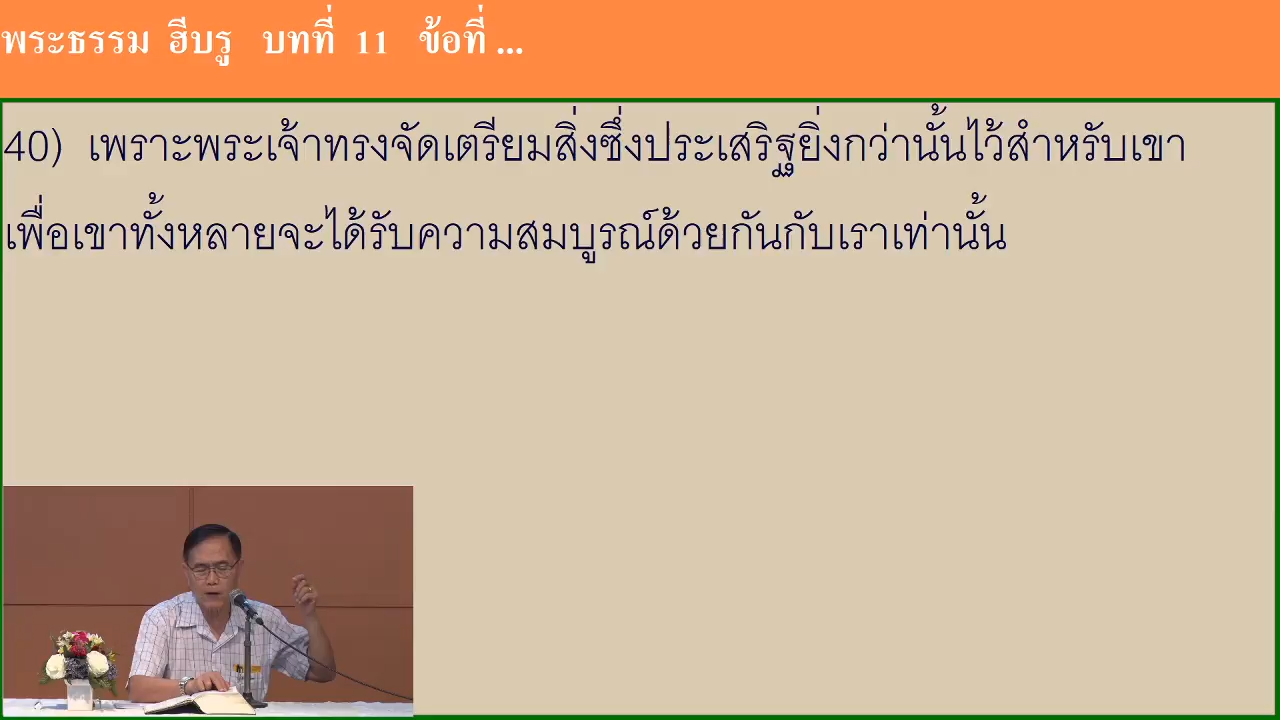 พระธรรม ฮีบรู บทที่ 11 ข้อที่ ...
40) เพราะพระเจ้าทรงจัดเตรียมสิ่งซึ่งประเสริฐยิ่งกว่านั้นไว้สำหรับเขา
เพื่อเขาทั้งหลายจะได้รับความสมบูรณ์ด้วยกันกับเราเท่านั้น